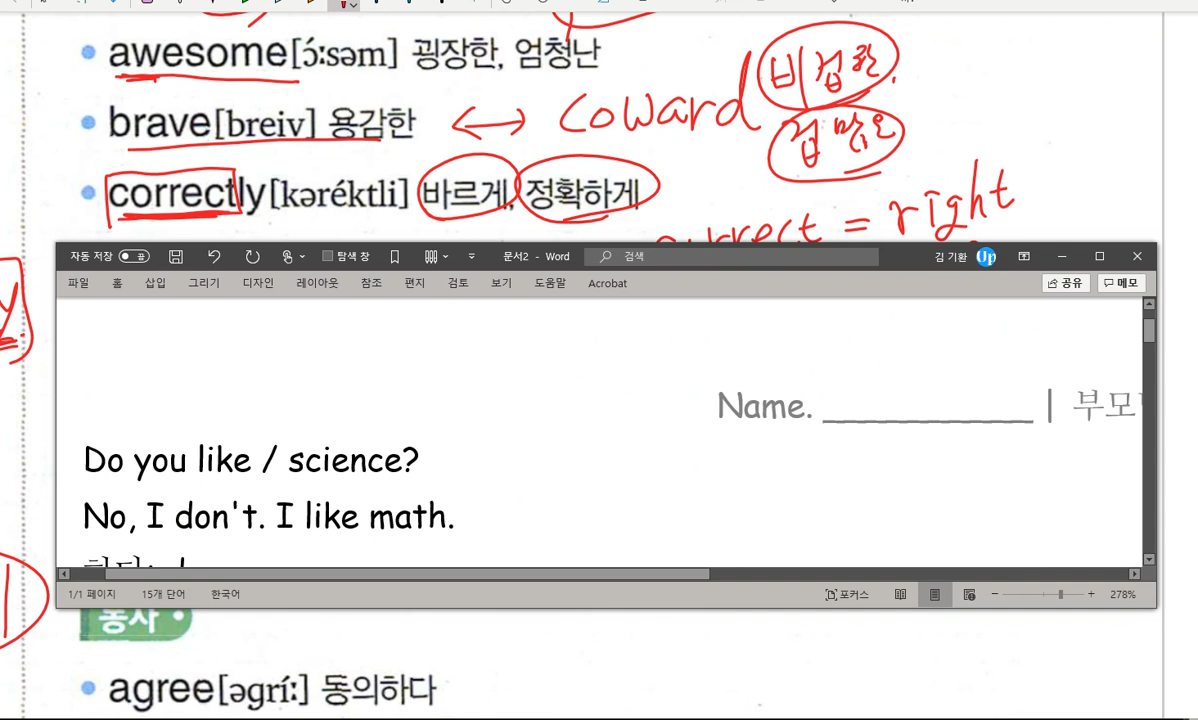 awesome[ɔ́ːsəm] 굉장한, 엄청난
brave[breiv] 용감한 ↔ coward 비겁한. 겁 많은
correctly[kəréktli] 바르게, 정확하게
correct = right
자동 저장 끔 탐색 창 문서2 - Word 검색 김 기환 Up
파일 홈 삽입 그리기 디자인 레이아웃 참조 편지 검토 보기 도움말 Acrobat 공유 메모
Name. ____________ | 부모
Do you like / science?
No, I don't. I like math.
1/1 페이지 15개 단어 한국어 포커스 278%
동사
agree[əgríː] 동의하다